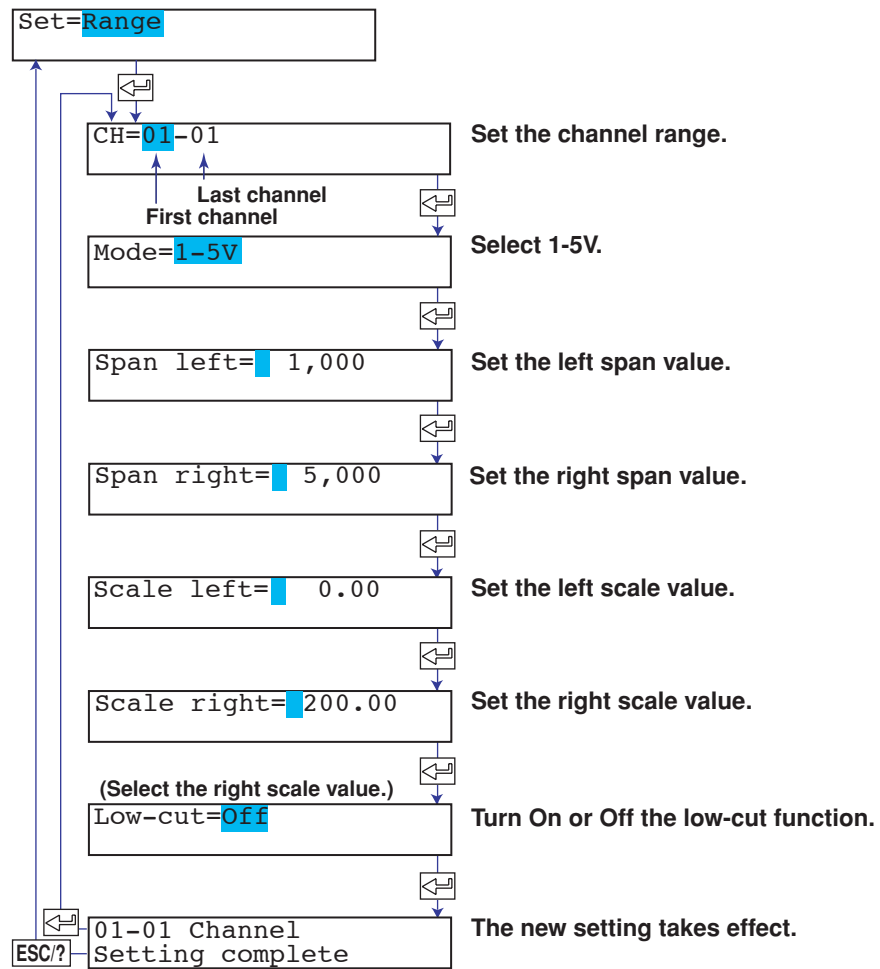 Set=Range
CH=01-01
Set the channel range.
Last channel
First channel
Mode=1-5V
Select 1-5V.
Span left= 1,000
Set the left span value.
Span right= 5,000
Set the right span value.
Scale left= 0.00
Set the left scale value.
Scale right= 200.00
Set the right scale value.
(Select the right scale value.)
Low-cut=Off
Turn On or Off the low-cut function.
01-01 Channel
The new setting takes effect.
ESC/?
Setting complete